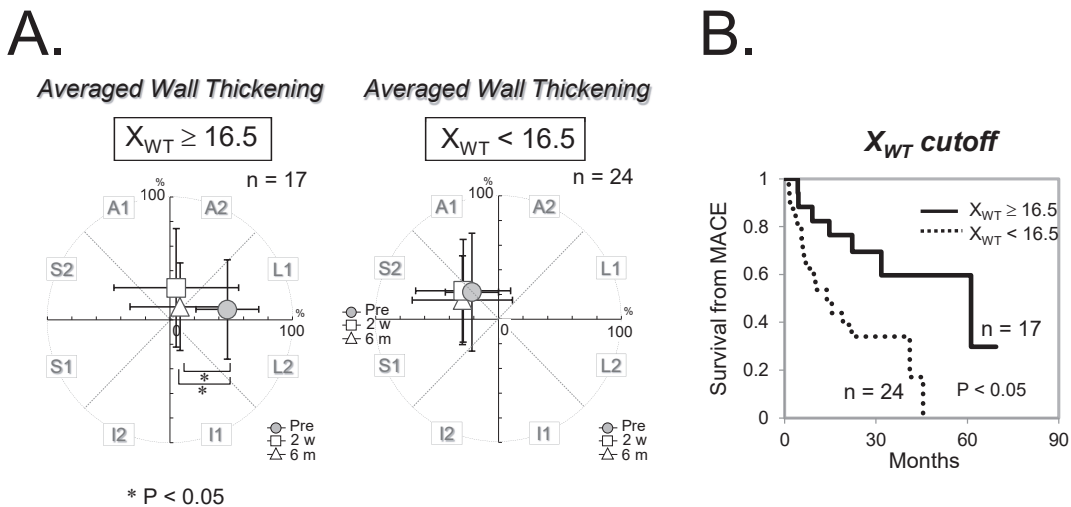 A.
Averaged Wall Thickening
X_WT ≥ 16.5
n = 17
%
100
A1
A2
S2
L1
0
%
100
S1
L2
*
*
I2
I1
Pre
2 w
6 m
* P < 0.05
Averaged Wall Thickening
X_WT < 16.5
n = 24
%
100
A1
A2
S2
L1
Pre
2 w
6 m
0
%
100
S1
L2
I2
I1
Pre
2 w
6 m
B.
X_WT cutoff
Survival from MACE
1
0.8
0.6
0.4
0.2
0
X_WT ≥ 16.5
X_WT < 16.5
n = 17
n = 24
P < 0.05
0 30 60 90
Months